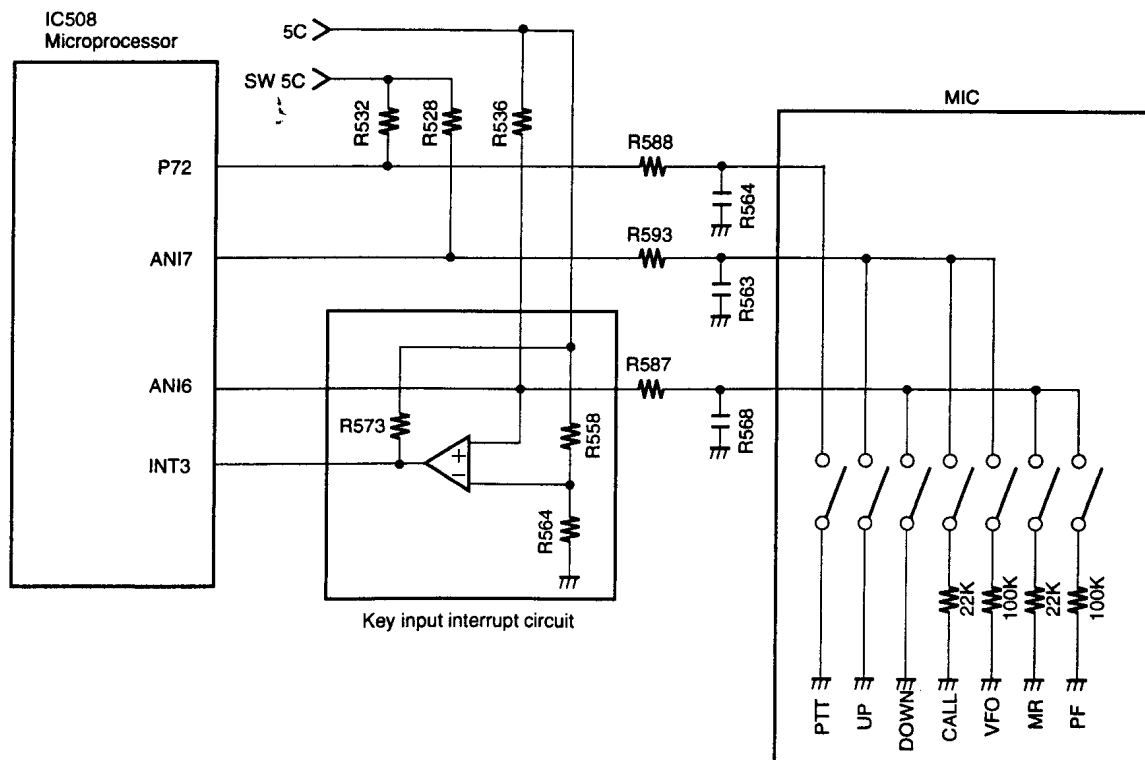 IC508
Microprocessor
5C
SW 5C
R532
R528
R536
MIC
P72
R588
R564
ANI7
R593
R563
ANI6
R587
R568
R573
R558
INT3
+
−
R564
Key input interrupt circuit
22K
100K
22K
100K
PTT
UP
DOWN
CALL
VFO
MR
PF